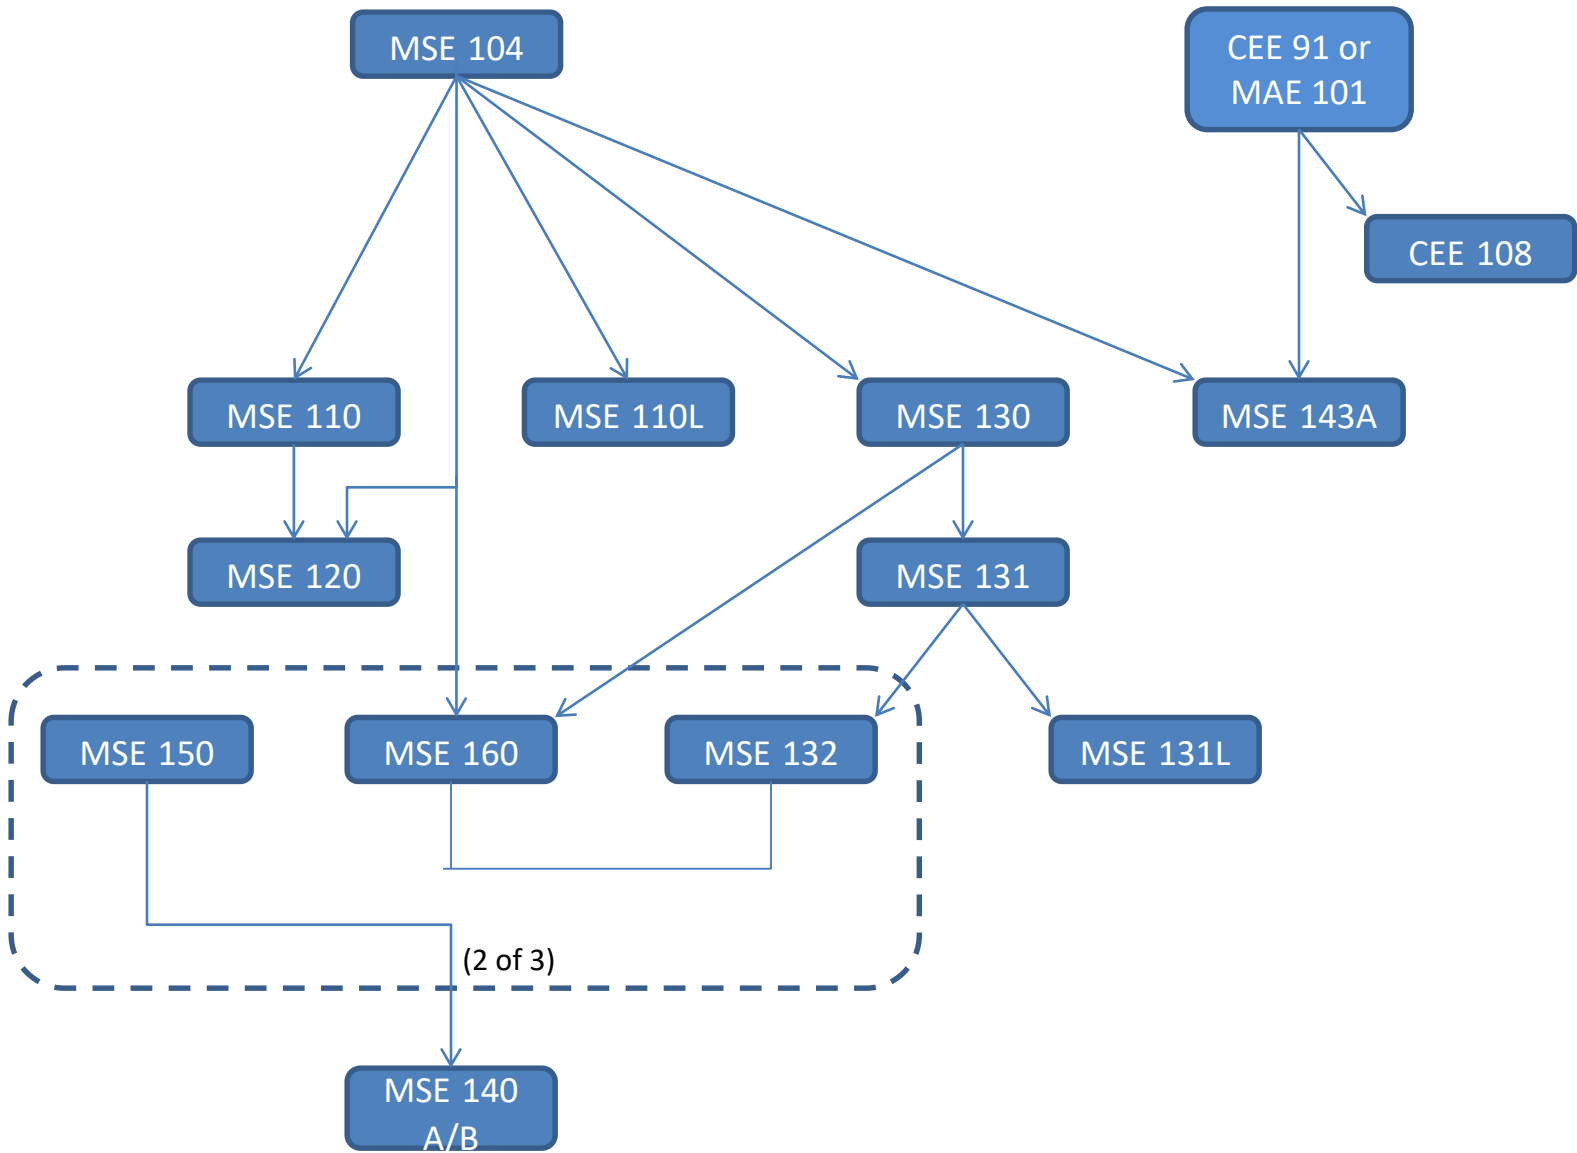 MSE 104
CEE 91 or
MAE 101
CEE 108
MSE 110
MSE 110L
MSE 130
MSE 143A
MSE 120
MSE 131
MSE 150
MSE 160
MSE 132
MSE 131L
(2 of 3)
MSE 140
A/B